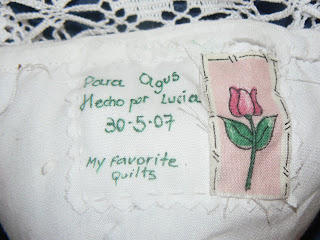 Para Agus
Hecho por Lucia
30-5-07
My favorite
quilts